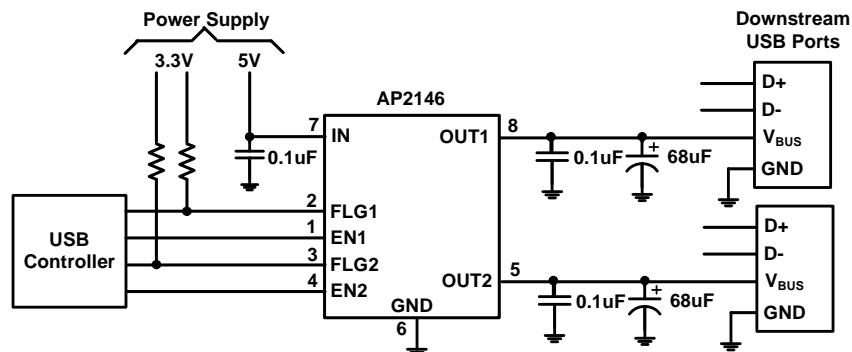 Power Supply
3.3V 5V
Downstream
USB Ports
AP2146
7 IN
OUT1 8
0.1uF
0.1uF
+
68uF
D+
D-
VBUS
GND
USB
Controller
2 FLG1
1 EN1
3 FLG2
4 EN2
GND
6
OUT2 5
0.1uF
+
68uF
D+
D-
VBUS
GND